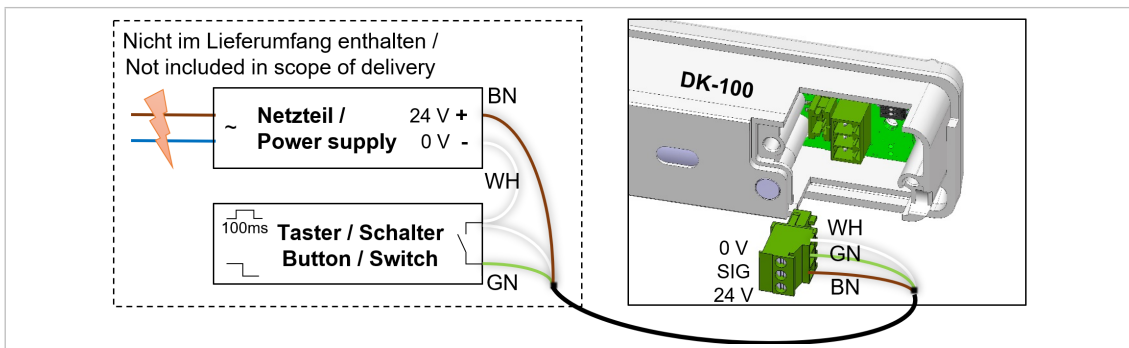 Nicht im Lieferumfang enthalten /
Not included in scope of delivery
BN
~ Netzteil / 24 V +
Power supply 0 V -
WH
100ms
Taster / Schalter
Button / Switch
GN
DK-100
WH
0 V
GN
SIG
BN
24 V